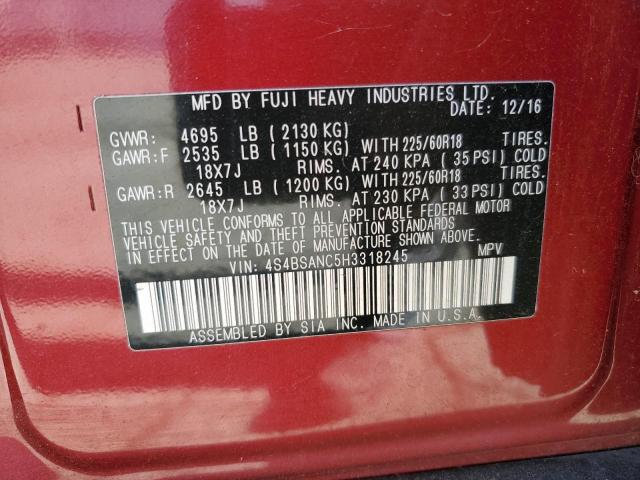 MFD BY FUJI HEAVY INDUSTRIES LTD.
DATE: 12/16
GVWR: 4695 LB (2130 KG)
GAWR:F 2535 LB (1150 KG) WITH 225/60R18 TIRES.
18X7J RIMS. AT 240 KPA (35 PSI) COLD
GAWR:R 2645 LB (1200 KG) WITH 225/60R18 TIRES.
18X7J RIMS. AT 230 KPA (33 PSI) COLD
THIS VEHICLE CONFORMS TO ALL APPLICABLE FEDERAL MOTOR
VEHICLE SAFETY AND THEFT PREVENTION STANDARDS
IN EFFECT ON THE DATE OF MANUFACTURE SHOWN ABOVE.
VIN: 4S4BSANC5H3318245 MPV
ASSEMBLED BY SIA INC. MADE IN U.S.A.